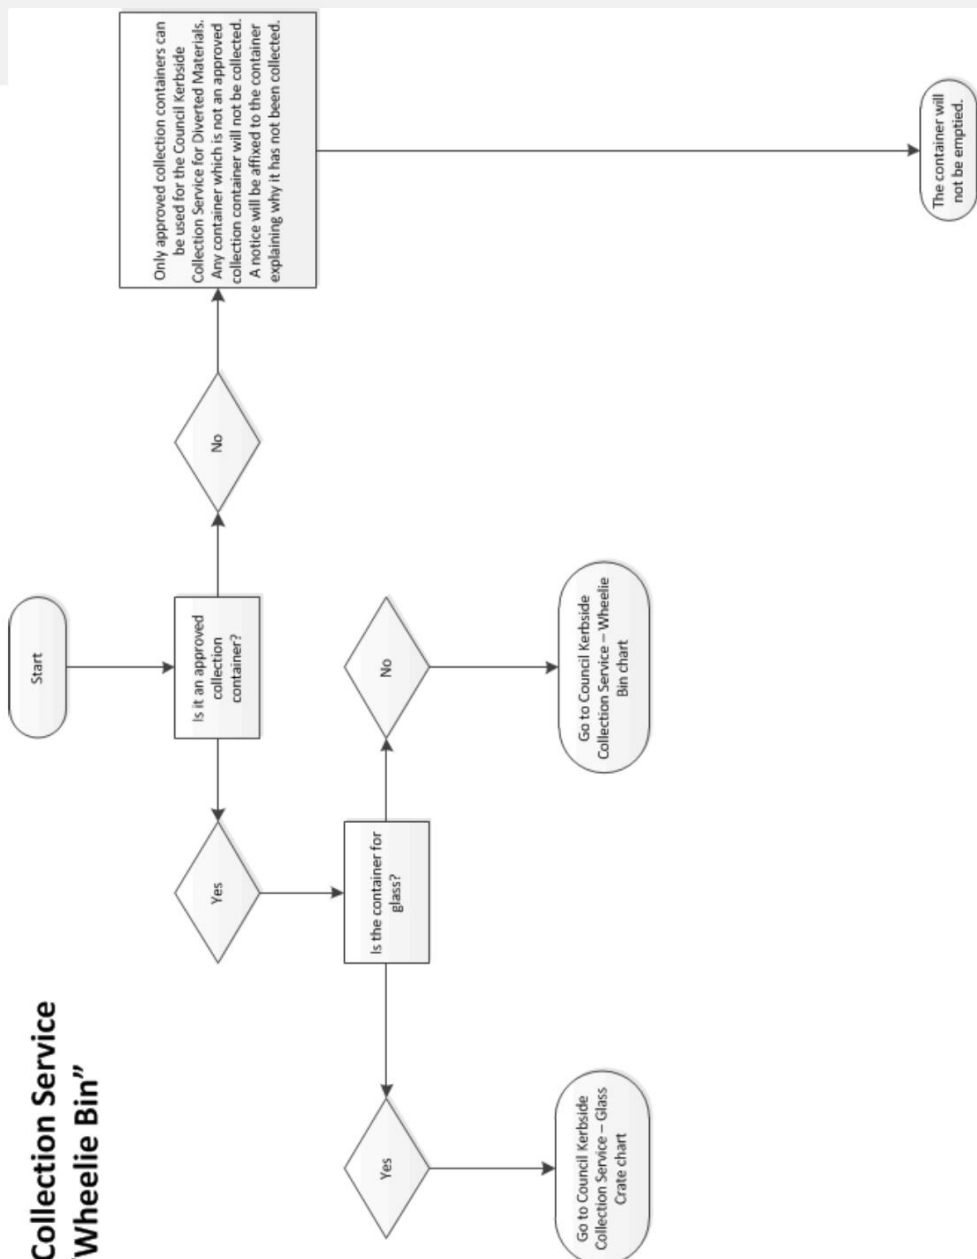 Collection Service
Wheelie Bin”
Start
Is it an approved
collection
container?
No
Only approved collection containers can
be used for the Council Kerbside
Collection Service for Diverted Materials.
Any container which is not an approved
collection container will not be collected.
A notice will be affixed to the container
explaining why it has not been collected.
The container will
not be emptied.
Yes
Is the container for
glass?
No
Go to Council Kerbside
Collection Service – Wheelie
Bin chart
Yes
Go to Council Kerbside
Collection Service – Glass
Crate chart